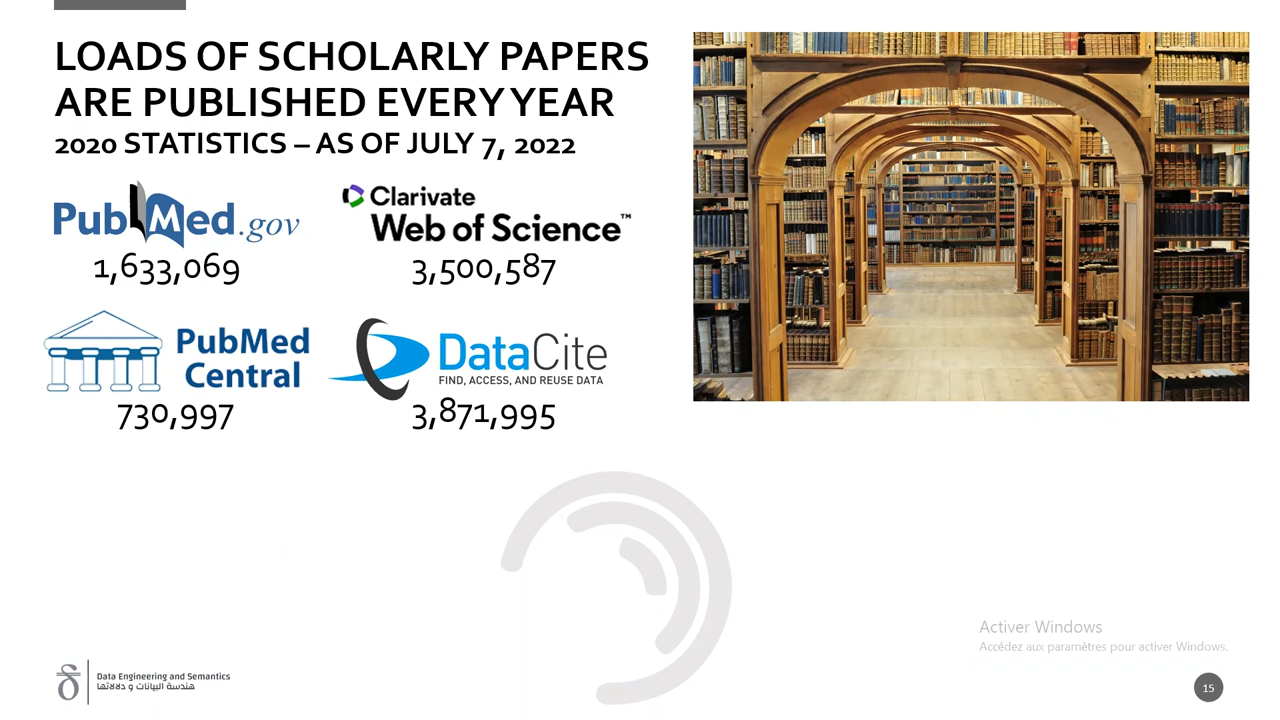 LOADS OF SCHOLARLY PAPERS
ARE PUBLISHED EVERY YEAR
2020 STATISTICS – AS OF JULY 7, 2022
PubMed.gov
Clarivate
Web of Science™
1,633,069
3,500,587
PubMed
Central
DataCite
FIND, ACCESS, AND REUSE DATA
730,997
3,871,995
Activer Windows
Accédez aux paramètres pour activer Windows.
Data Engineering and Semantics
هندسة البيانات و دلالاتها
15